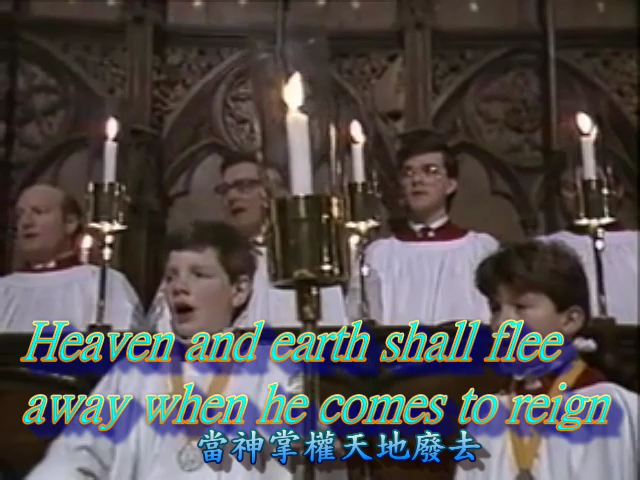 Heaven and earth shall flee
away when he comes to reign
當神掌權天地廢去